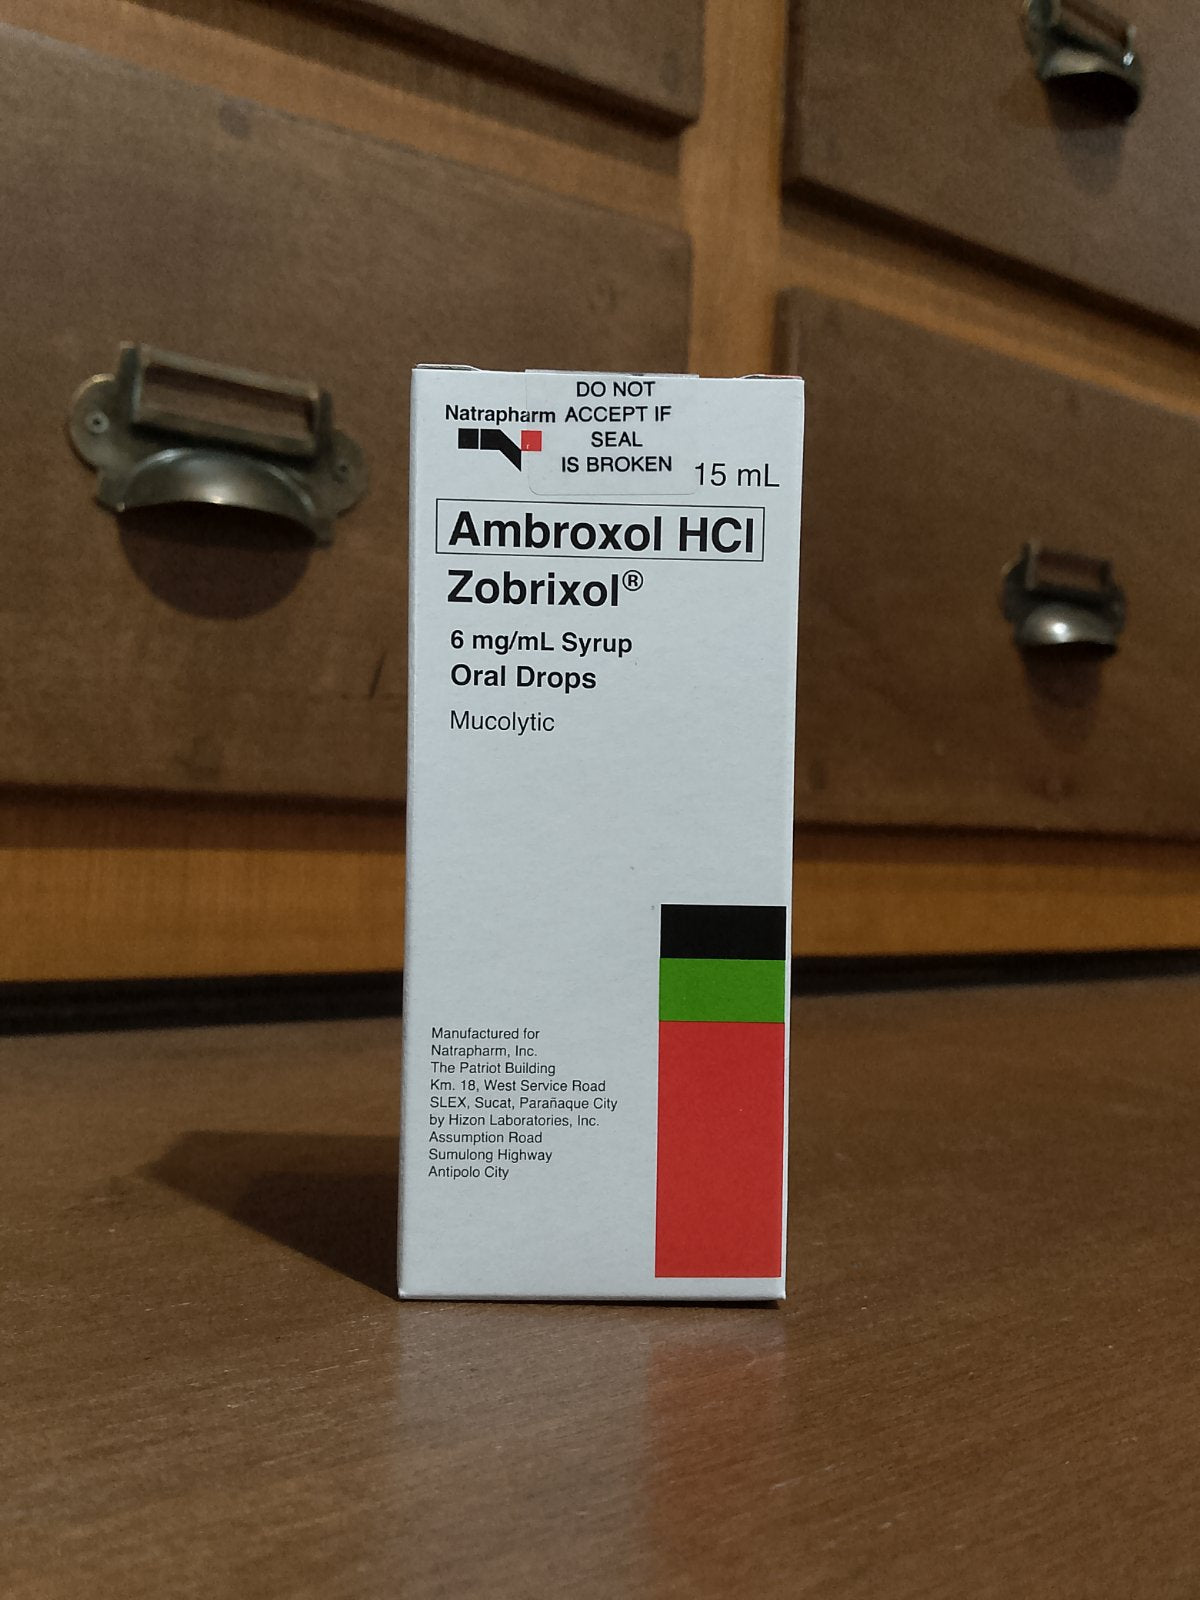 Natrapharm
DO NOT
ACCEPT IF
SEAL
IS BROKEN
15 mL
Ambroxol HCl
Zobrixol®
6 mg/mL Syrup
Oral Drops
Mucolytic
Manufactured for
Natrapharm, Inc.
The Patriot Building
Km. 18, West Service Road
SLEX, Sucat, Parañaque City
by Hizon Laboratories, Inc.
Assumption Road
Sumulong Highway
Antipolo City